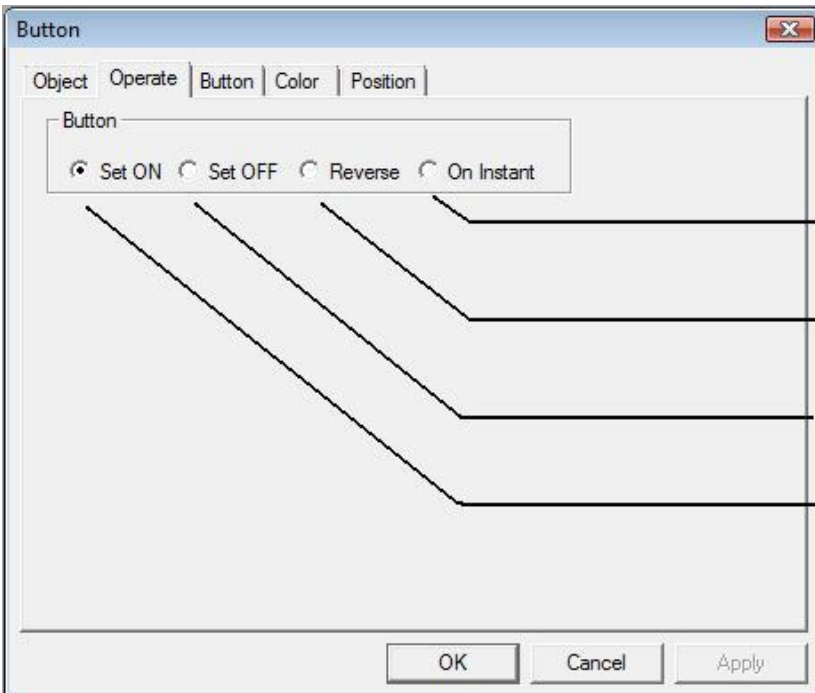 Button
Object Operate Button Color Position
Button
Set ON Set OFF Reverse On Instant
OK Cancel Apply